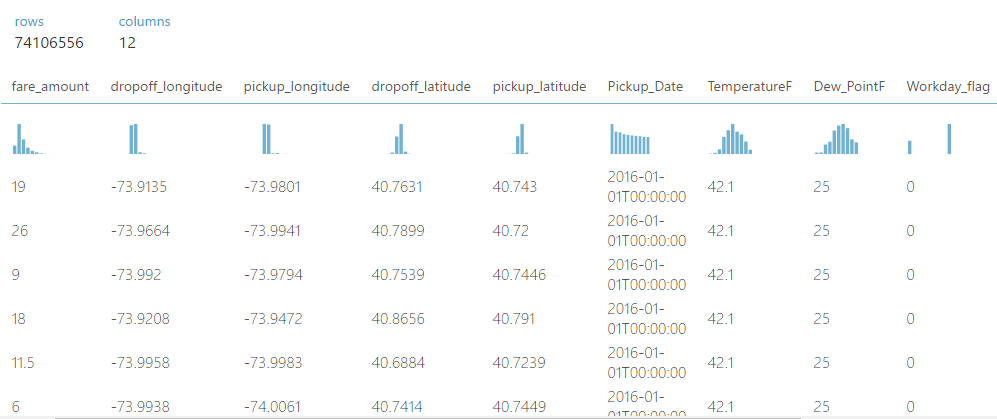 rows columns
74106556 12
fare_amount dropoff_longitude pickup_longitude dropoff_latitude pickup_latitude Pickup_Date TemperatureF Dew_PointF Workday_flag
19 -73.9135 -73.9801 40.7631 40.743 2016-01-01T00:00:00 42.1 25 0
26 -73.9664 -73.9941 40.7899 40.72 2016-01-01T00:00:00 42.1 25 0
9 -73.992 -73.9794 40.7539 40.7446 2016-01-01T00:00:00 42.1 25 0
18 -73.9208 -73.9472 40.8656 40.791 2016-01-01T00:00:00 42.1 25 0
11.5 -73.9958 -73.9983 40.6884 40.7239 2016-01-01T00:00:00 42.1 25 0
6 -73.9938 -74.0061 40.7414 40.7449 2016-01-01T00:00:00 42.1 25 0